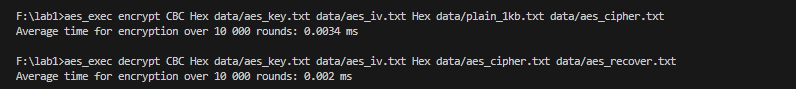 F:\lab1>aes_exec encrypt CBC Hex data/aes_key.txt data/aes_iv.txt Hex data/plain_1kb.txt data/aes_cipher.txt
Average time for encryption over 10 000 rounds: 0.0034 ms
F:\lab1>aes_exec decrypt CBC Hex data/aes_key.txt data/aes_iv.txt Hex data/aes_cipher.txt data/aes_recover.txt
Average time for encryption over 10 000 rounds: 0.002 ms